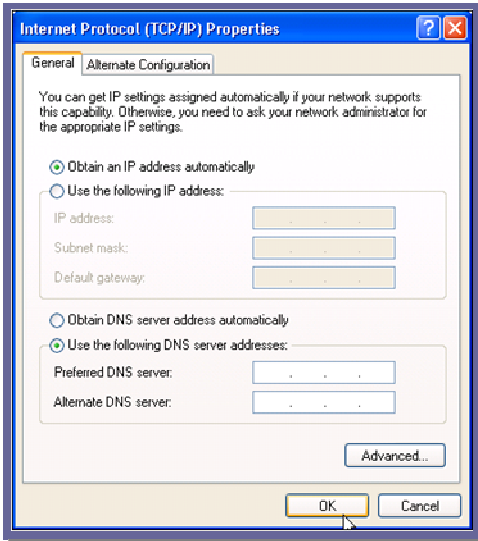 Internet Protocol (TCP/IP) Properties
General
Alternate Configuration
You can get IP settings assigned automatically if your network supports
this capability. Otherwise, you need to ask your network administrator for
the appropriate IP settings.
Obtain an IP address automatically
Use the following IP address:
IP address:
Subnet mask:
Default gateway:
Obtain DNS server address automatically
Use the following DNS server addresses:
Preferred DNS server:
Alternate DNS server:
Advanced...
OK
Cancel